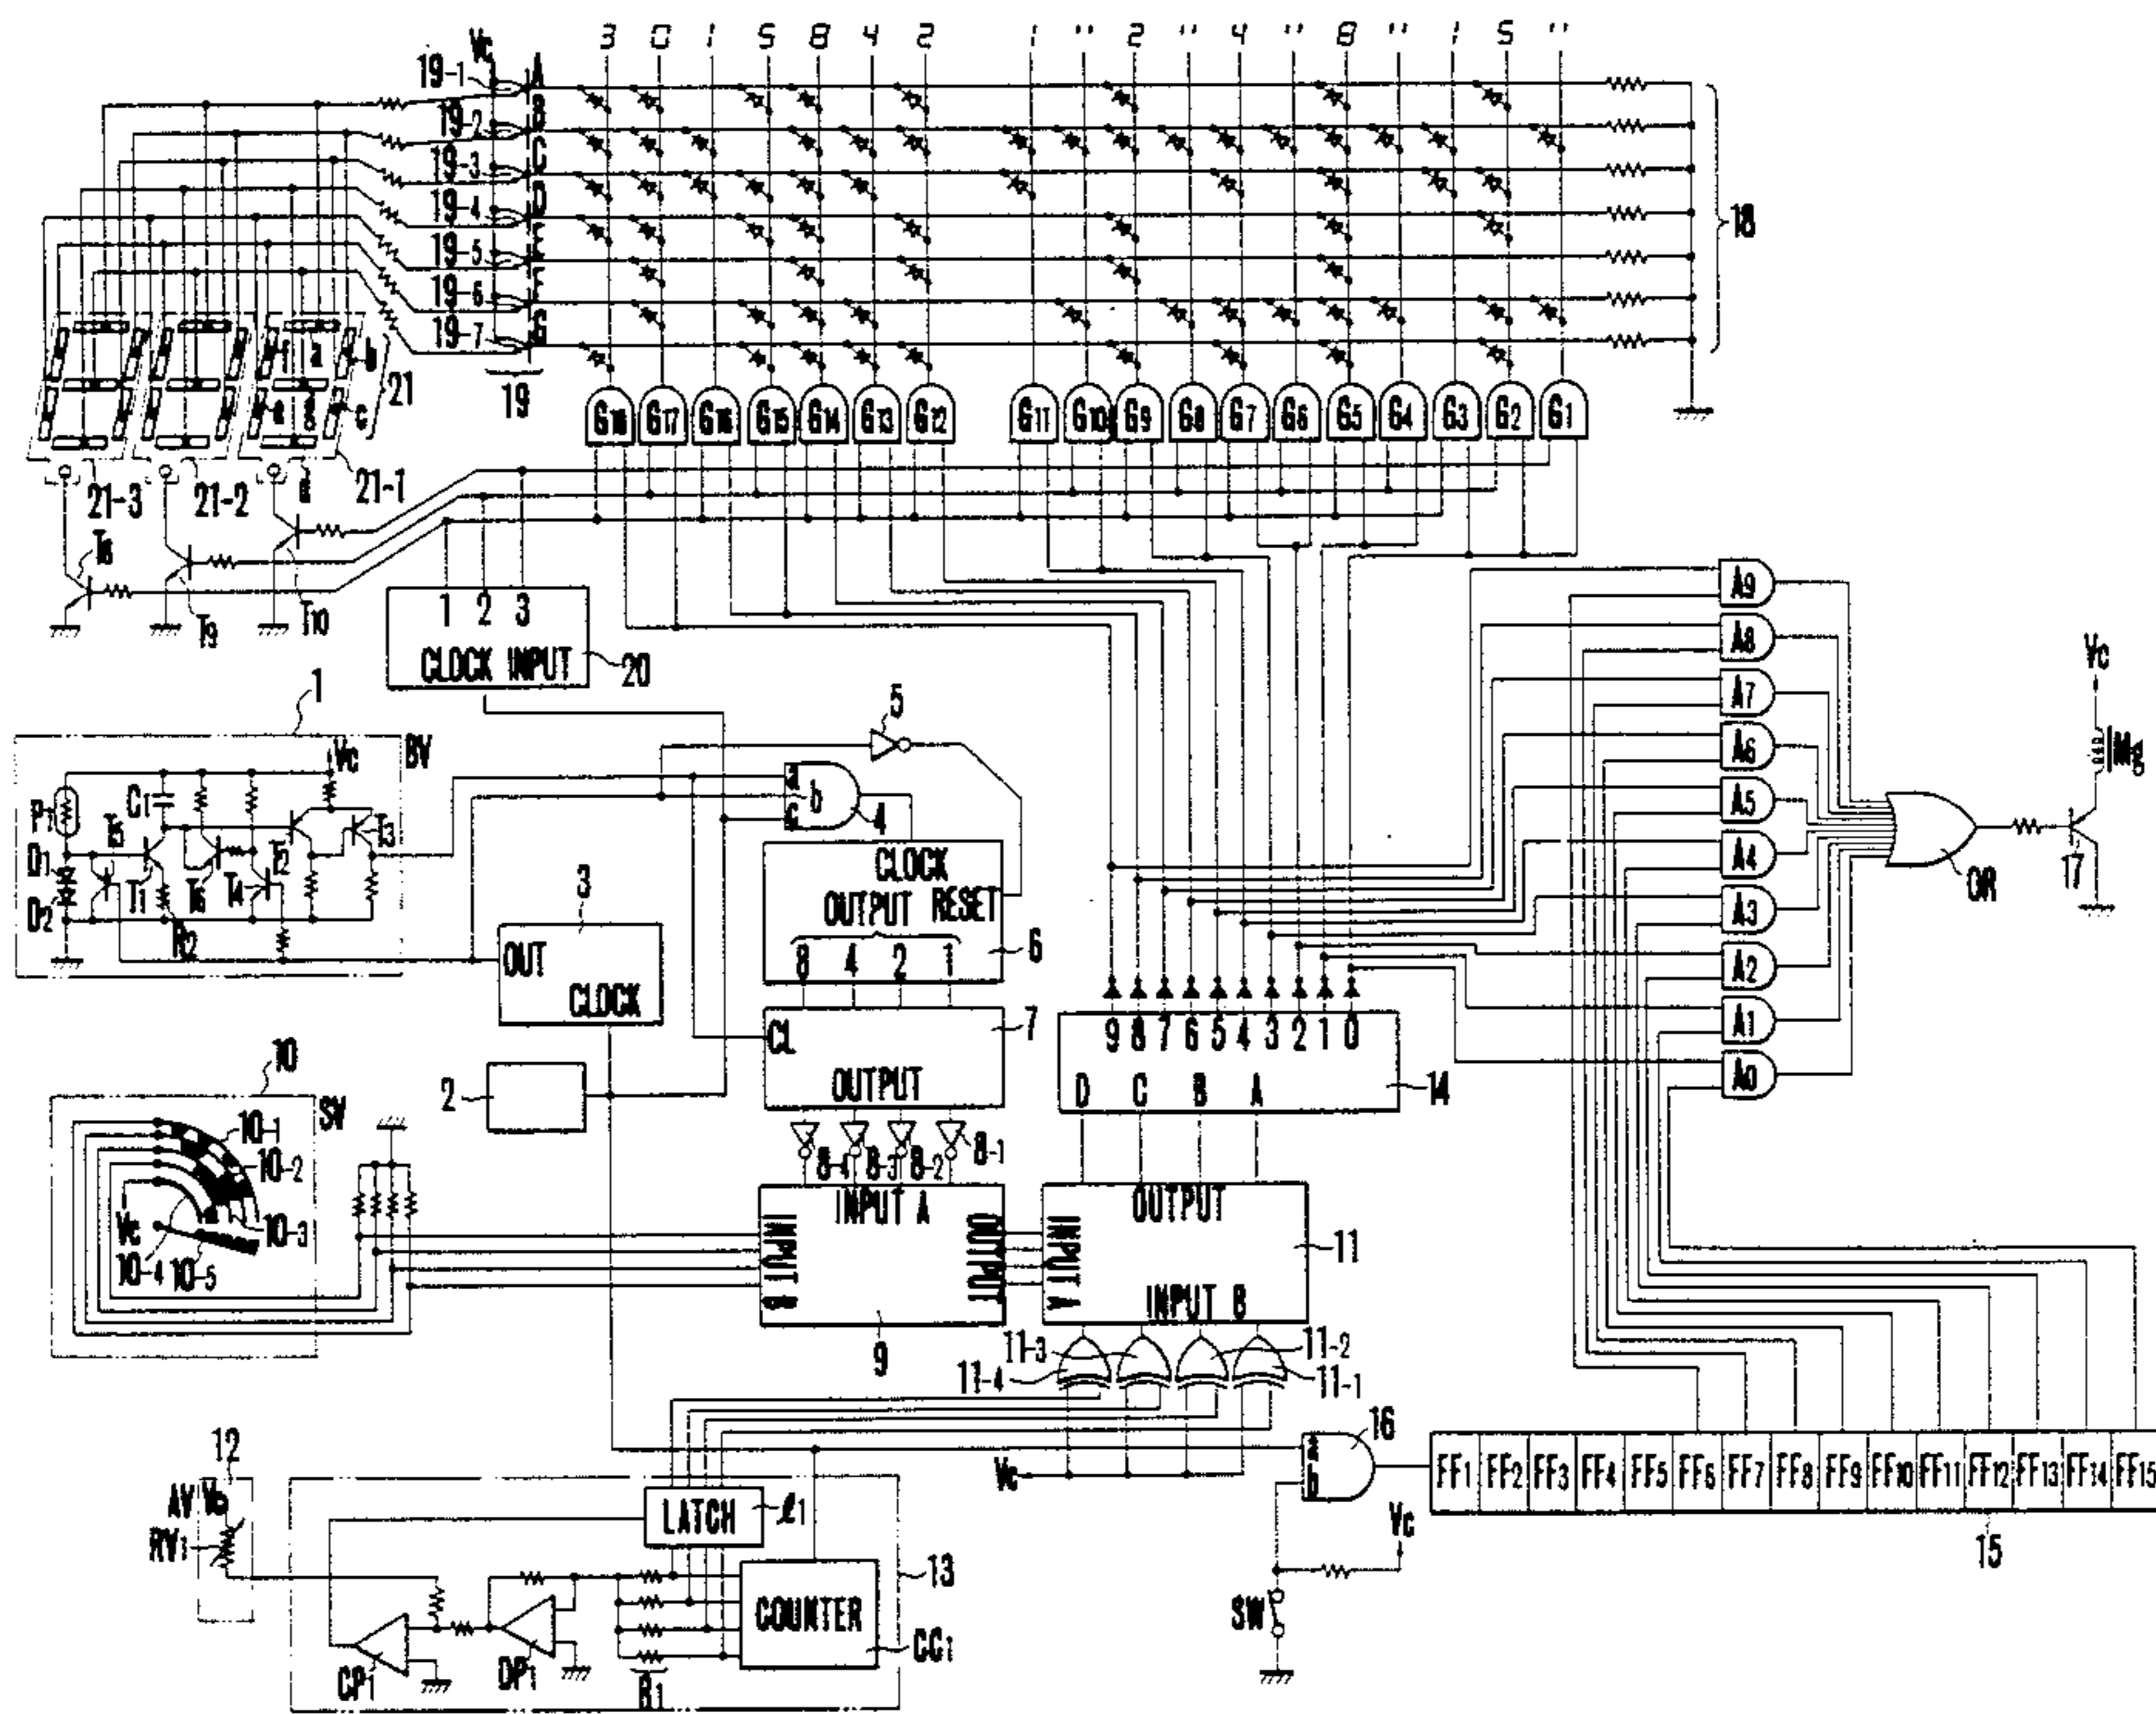 3 0 1 5 8 4 2 1 " 2 " 4 " 8 " 1 5 "
Vc
19-1 A
B
19-2
C
19-3
D
19-4
E
19-5
F
19-6
G
19-7
18
19
f a b
21
e g c
d
21-3 21-2 21-1
G18 G17 G16 G15 G14 G13 G12 G11 G10 G9 G8 G7 G6 G5 G4 G3 G2 G1
T8 T9 T10
1 2 3
CLOCK INPUT
20
A9
A8
A7
A6
A5
A4
A3
A2
A1
A0
OR
Vc
Mg
17
1
Vc
BV
P1
C1
T5
T3
D1
D2
T1
T6
T4
T2
R2
5
a
b
c
4
3
OUT
CLOCK
CLOCK
OUTPUT RESET
8 4 2 1
6
2
CL
OUTPUT
7
8-4 8-3 8-2 8-1
9 8 7 6 5 4 3 2 1 0
D C B A
14
10
SV
10-1
10-2
10-3
Vc
10-4 10-5
INPUT A
INPUT B
OUTPUT
9
OUTPUT
INPUT A
INPUT B
11
11-3 11-2
11-4 11-1
Vc
12
AV
RV1
LATCH
ℓ1
COUNTER
CC1
13
CP1
OP1
R1
a
b
16
Vc
SW
FF1 FF2 FF3 FF4 FF5 FF6 FF7 FF8 FF9 FF10 FF11 FF12 FF13 FF14 FF15
15